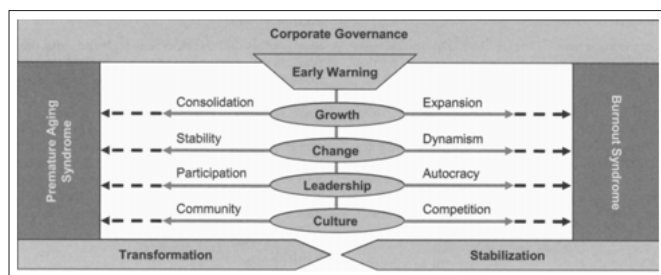 Corporate Governance
Early Warning
Premature Aging
Syndrome
Consolidation
Growth
Expansion
Stability
Change
Dynamism
Participation
Leadership
Autocracy
Community
Culture
Competition
Burnout Syndrome
Transformation
Stabilization